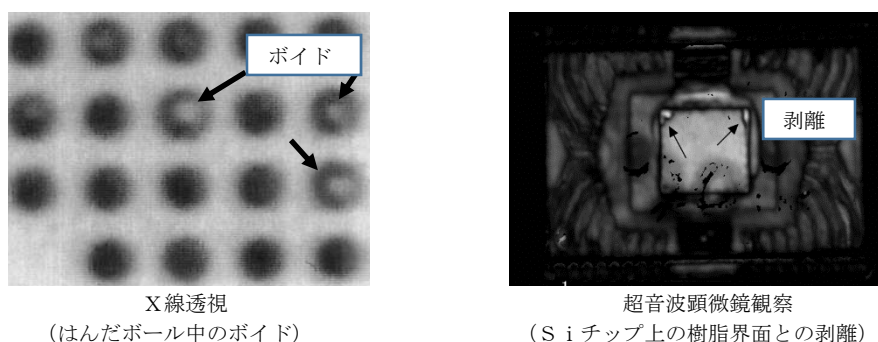 ボイド
剥離
X線透視
（はんだボール中のボイド）
超音波顕微鏡観察
（Ｓｉチップ上の樹脂界面との剥離）